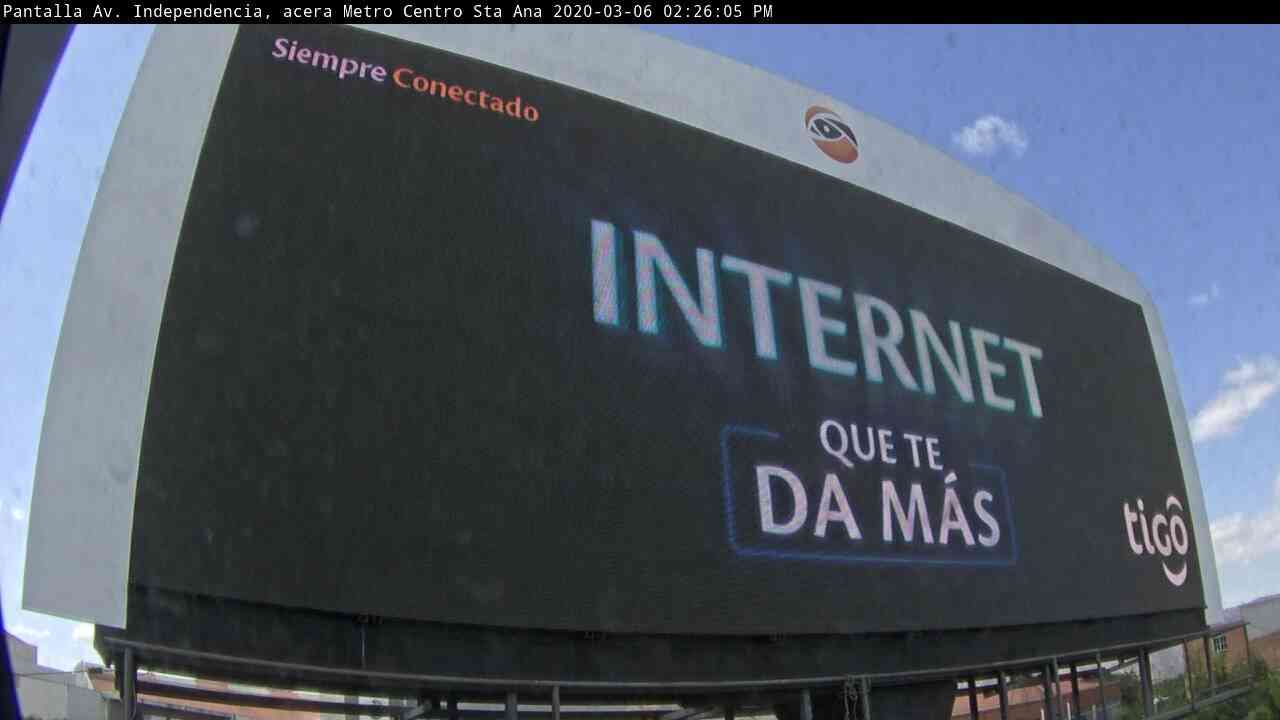 Pantalla Av. Independencia, acera Metro Centro Sta Ana 2020-03-06 02:26:05 PM
Siempre Conectado
INTERNET
QUE TE
DA MÁS
tigo